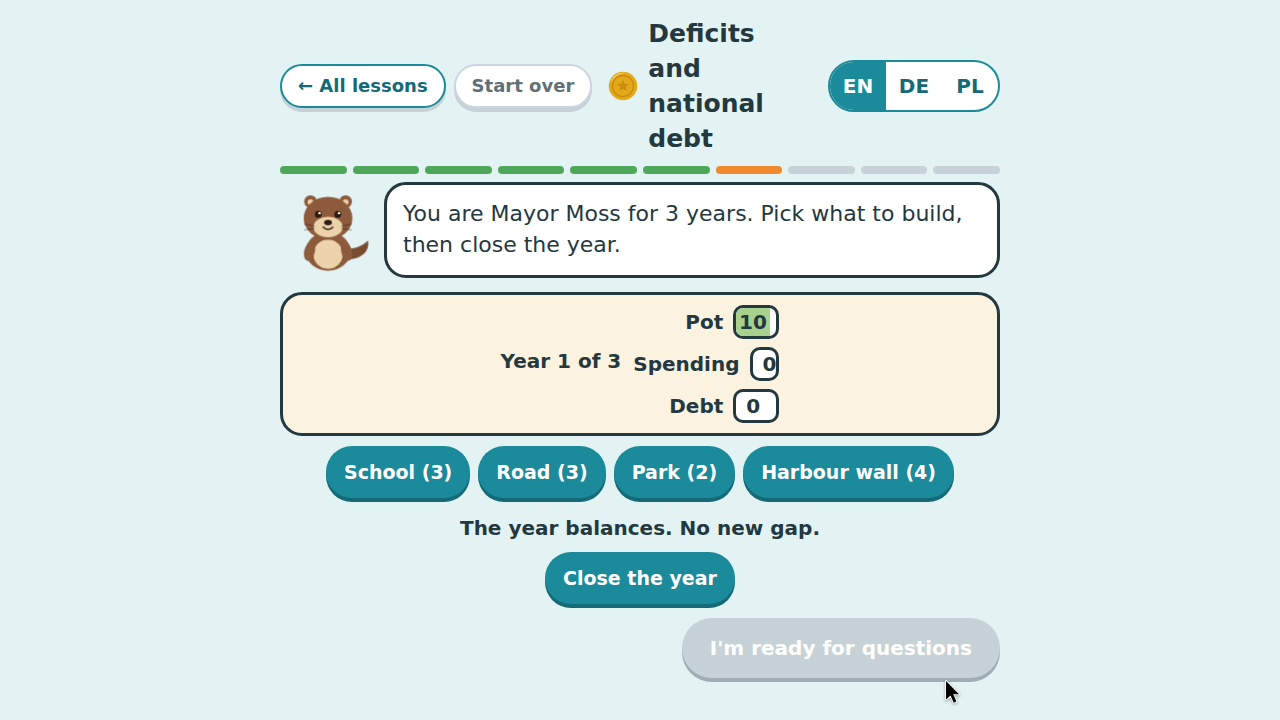 ← All lessons
Start over
Deficits
and
national
debt
EN DE PL
You are Mayor Moss for 3 years. Pick what to build,
then close the year.
Year 1 of 3
Pot 10
Spending 0
Debt 0
School (3) Road (3) Park (2) Harbour wall (4)
The year balances. No new gap.
Close the year
I'm ready for questions